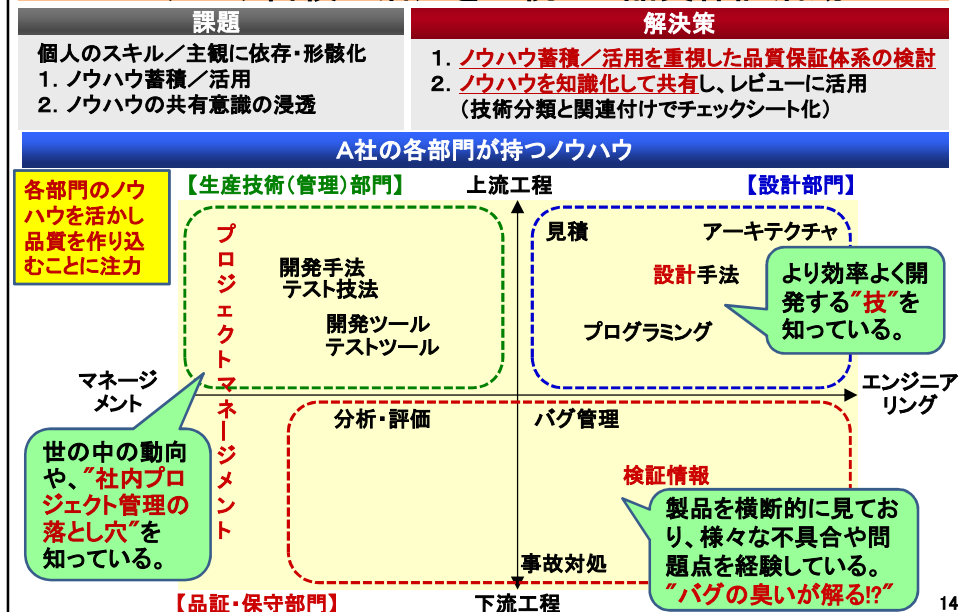 課題
個人のスキル／主観に依存・形骸化
1. ノウハウ蓄積／活用
2. ノウハウの共有意識の浸透
解決策
1. ノウハウ蓄積／活用を重視した品質保証体系の検討
2. ノウハウを知識化して共有し、レビューに活用
(技術分類と関連付けでチェックシート化)
A社の各部門が持つノウハウ
各部門のノウ
ハウを活かし
品質を作り込
むことに注力
【生産技術(管理)部門】
上流工程
【設計部門】
プロジェクトマネージメント
開発手法
テスト技法
開発ツール
テストツール
見積
アーキテクチャ
設計手法
プログラミング
より効率よく開
発する"技"を
知っている。
マネージ
メント
エンジニア
リング
分析・評価
バグ管理
検証情報
事故対処
世の中の動向
や、"社内プロ
ジェクト管理の
落とし穴"を
知っている。
製品を横断的に見てお
り、様々な不具合や問
題点を経験している。
"バグの臭いが解る!?"
【品証・保守部門】
下流工程
14